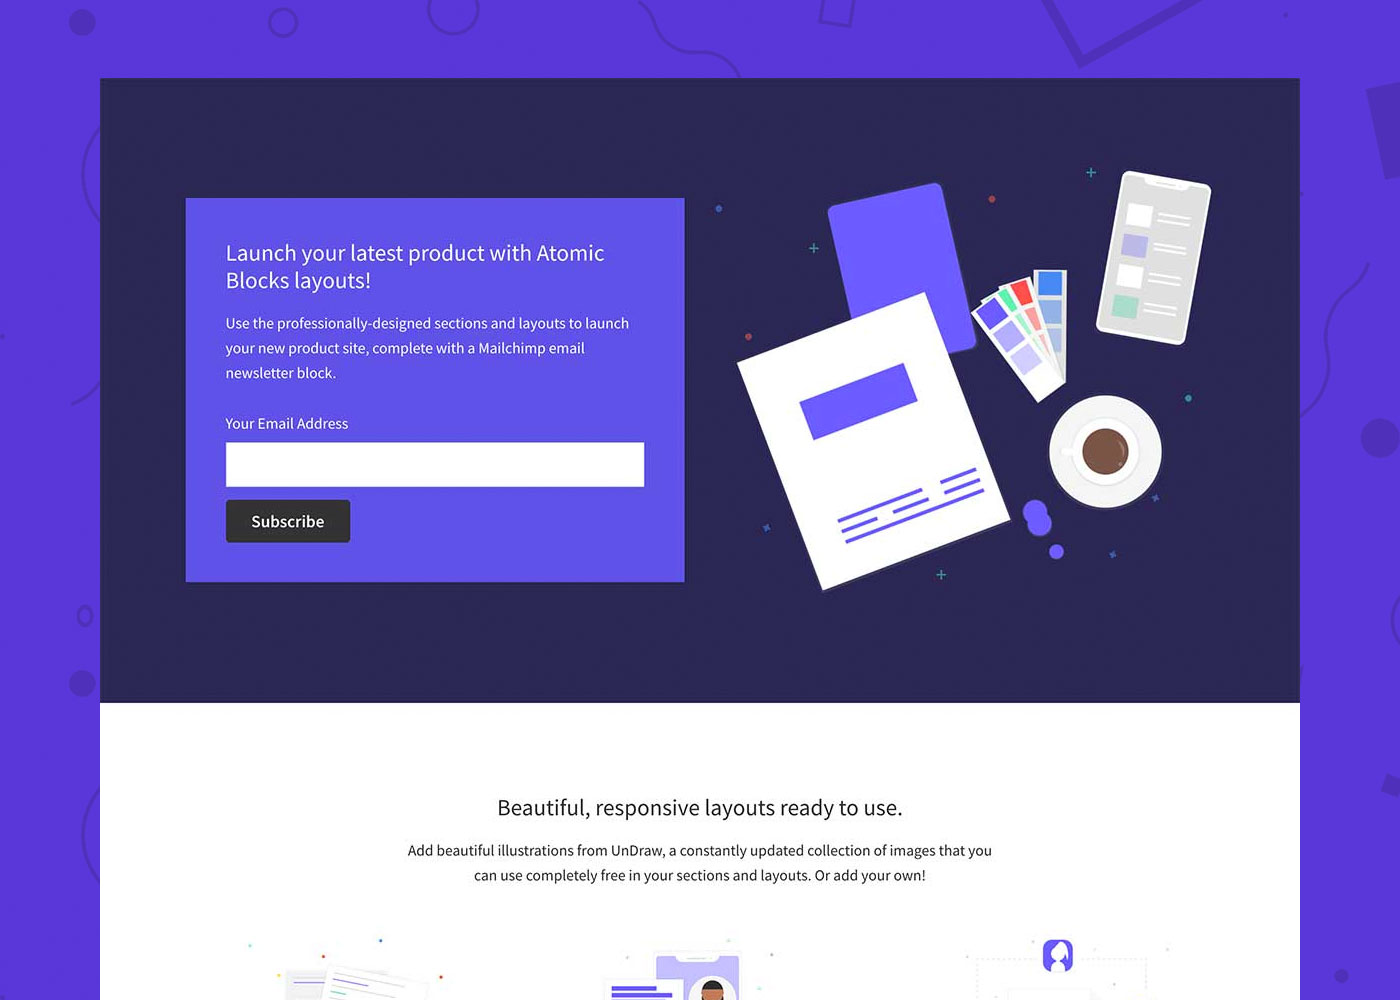 Launch your latest product with Atomic
Blocks layouts!
Use the professionally-designed sections and layouts to launch
your new product site, complete with a Mailchimp email
newsletter block.
Your Email Address
Subscribe
Beautiful, responsive layouts ready to use.
Add beautiful illustrations from UnDraw, a constantly updated collection of images that you
can use completely free in your sections and layouts. Or add your own!